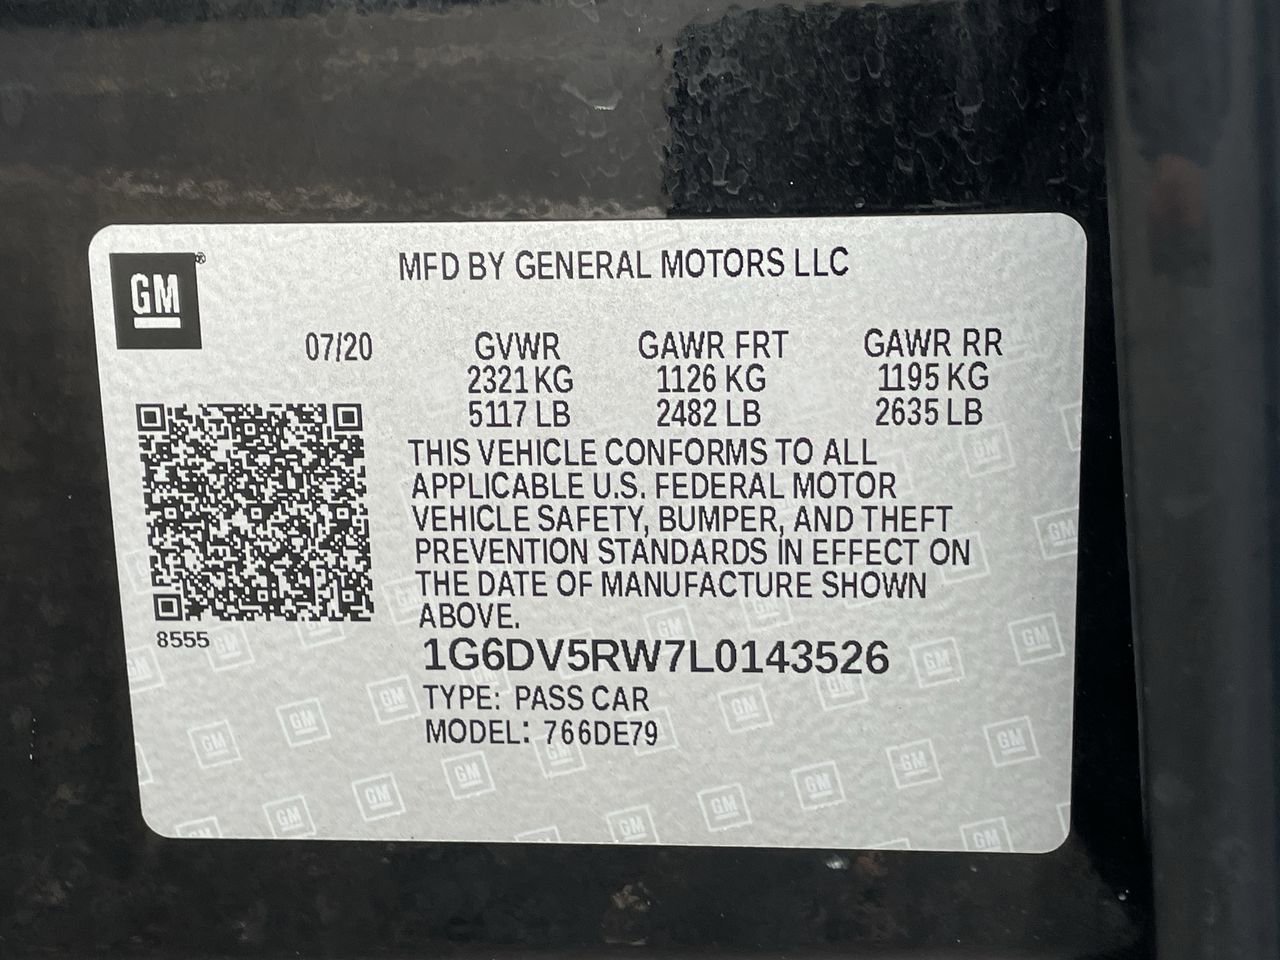 GM®
MFD BY GENERAL MOTORS LLC
07/20 GVWR GAWR FRT GAWR RR
2321 KG 1126 KG 1195 KG
5117 LB 2482 LB 2635 LB
THIS VEHICLE CONFORMS TO ALL
APPLICABLE U.S. FEDERAL MOTOR
VEHICLE SAFETY, BUMPER, AND THEFT
PREVENTION STANDARDS IN EFFECT ON
THE DATE OF MANUFACTURE SHOWN
ABOVE.
8555
1G6DV5RW7L0143526
TYPE: PASS CAR
MODEL: 766DE79